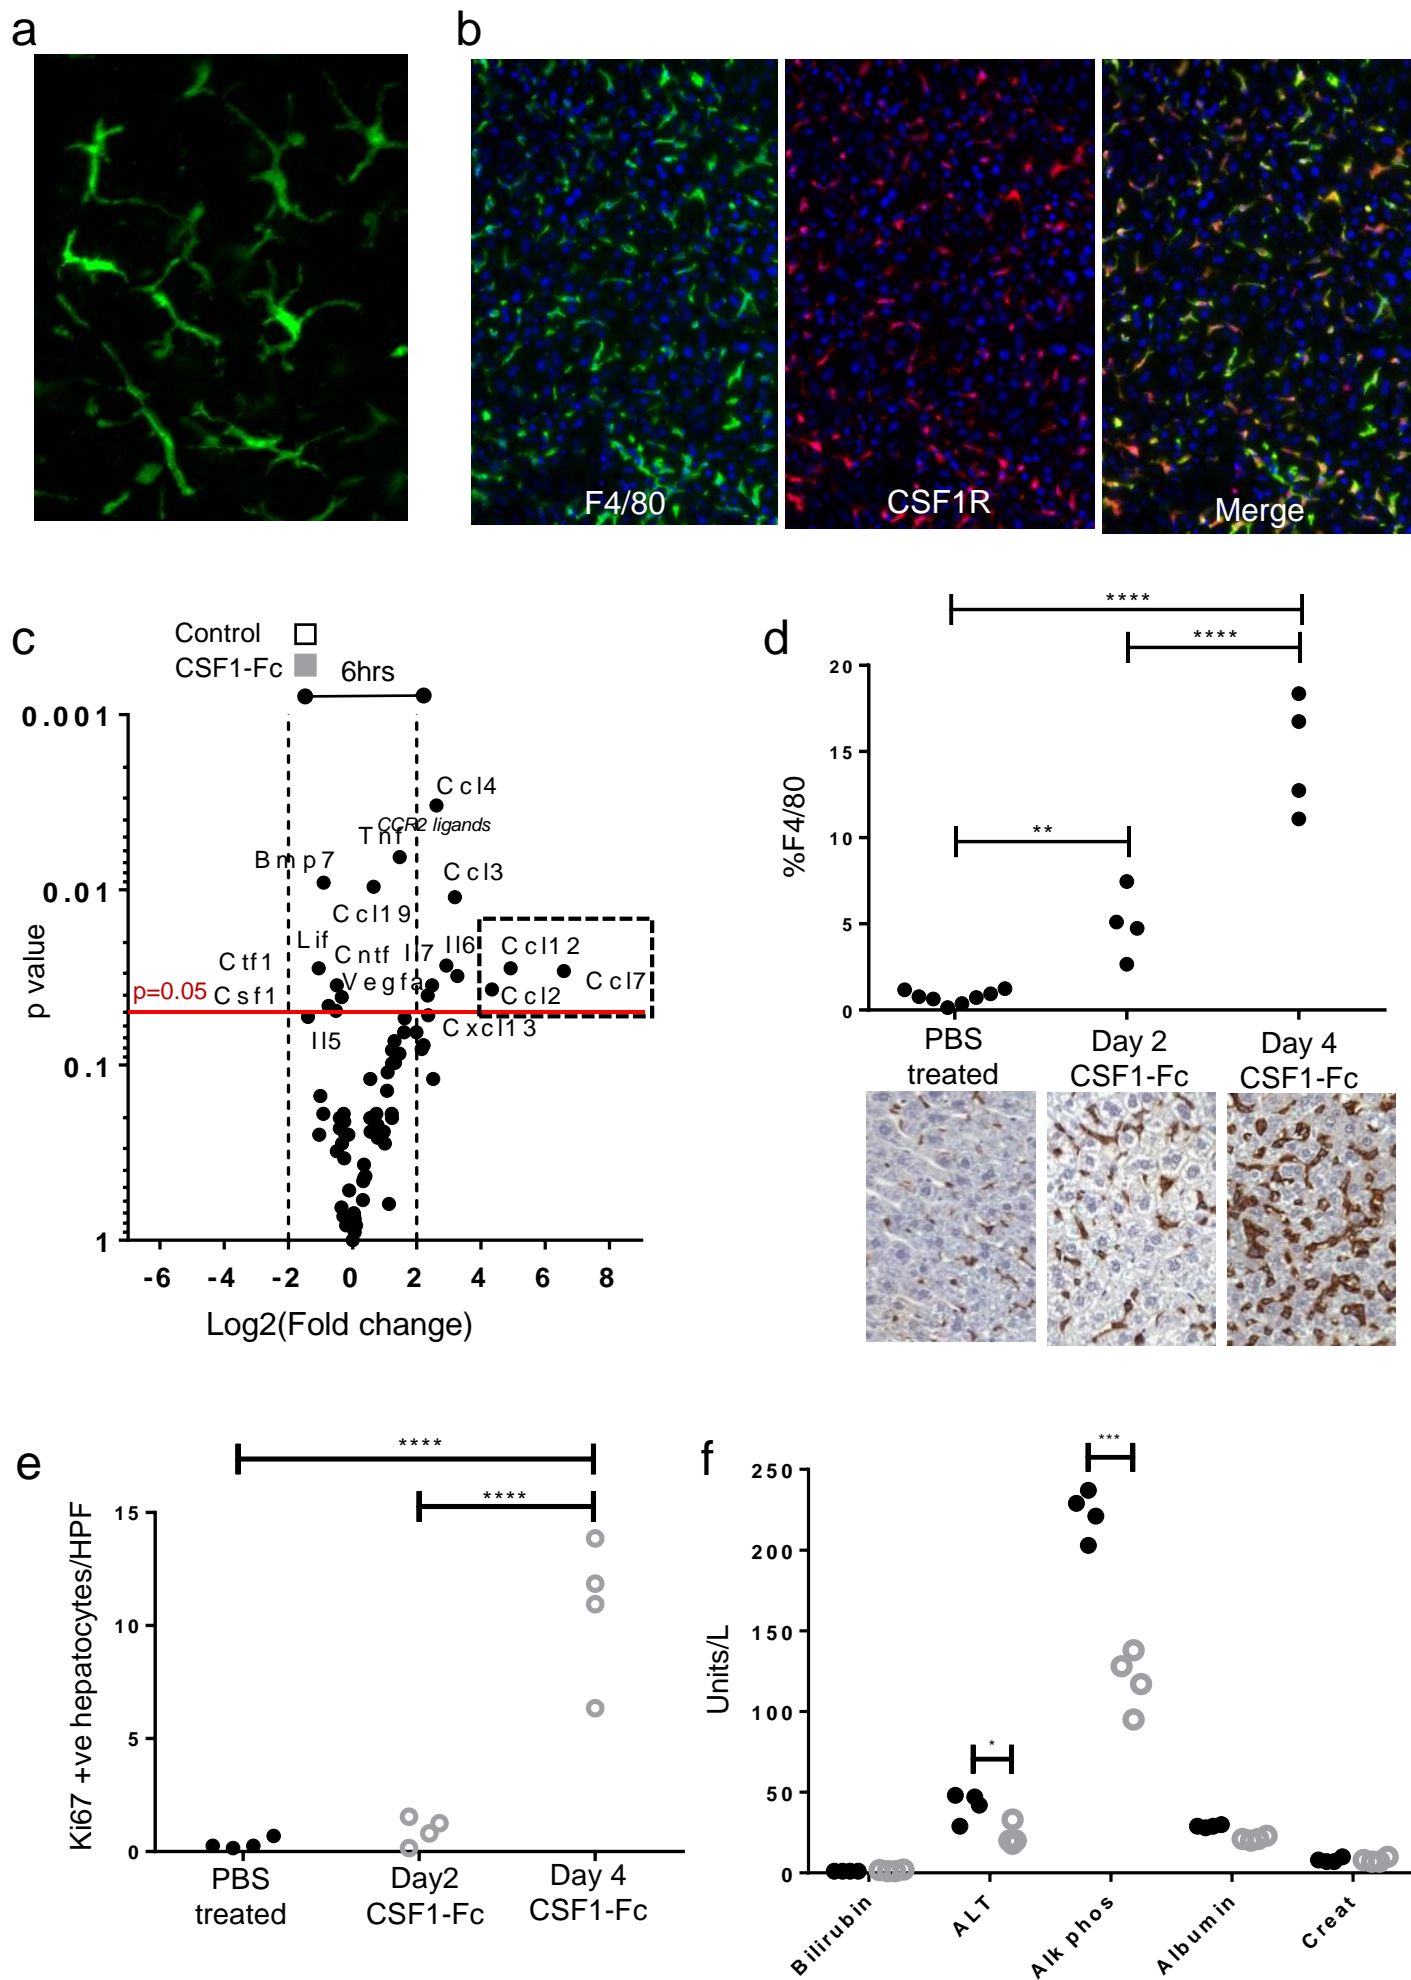 a
b
F4/80
CSF1R
Merge
c
Control
CSF1-Fc
6hrs
0.001
0.01
0.1
1
p value
p=0.05
Ccl4
CCR2 ligands
Tnf
Bmp7
Ccl3
Ccl19
Lif
Cntf
Il7
Il6
Ccl12
Ctf1
Vegfa
Ccl7
Csf1
Ccl2
Il5
Cxcl13
-6 -4 -2 0 2 4 6 8
Log2(Fold change)
d
****
****
**
20
15
10
5
0
%F4/80
PBS treated
Day 2 CSF1-Fc
Day 4 CSF1-Fc
e
****
****
15
10
5
0
Ki67 +ve hepatocytes/HPF
PBS treated
Day2 CSF1-Fc
Day 4 CSF1-Fc
f
***
*
250
200
150
100
50
0
Units/L
Bilirubin
ALT
Alk phos
Albumin
Creat